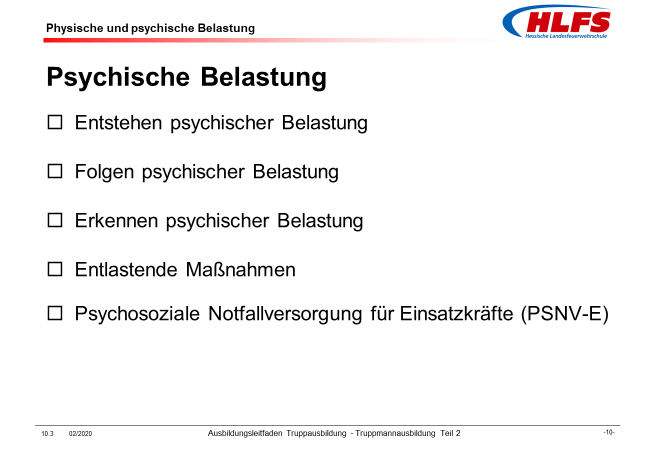 Physische und psychische Belastung
HLFS
Hessische Landesfeuerwehrschule
Psychische Belastung
Entstehen psychischer Belastung
Folgen psychischer Belastung
Erkennen psychischer Belastung
Entlastende Maßnahmen
Psychosoziale Notfallversorgung für Einsatzkräfte (PSNV-E)
10.3 02/2020 Ausbildungsleitfaden Truppausbildung - Truppmannausbildung Teil 2 -10-